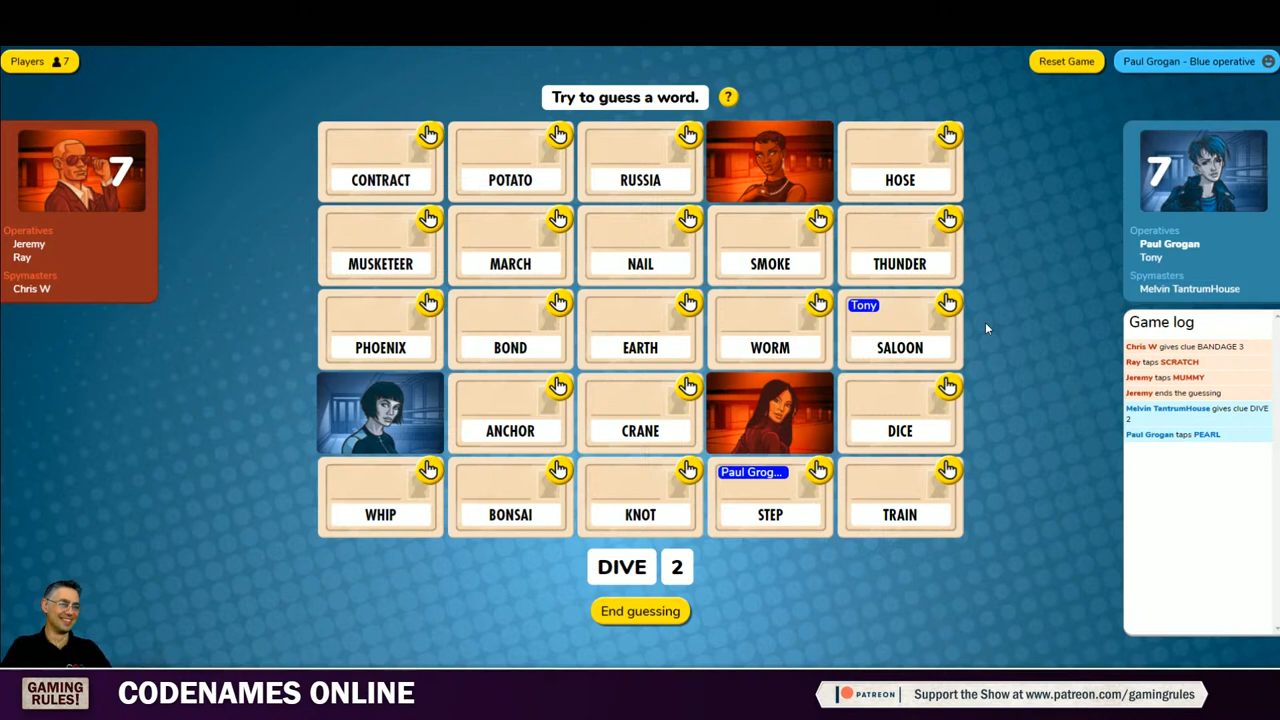 Players 7
Reset Game
Paul Grogan - Blue operative
Try to guess a word. ?
7
Operatives
Jeremy
Ray
Spymasters
Chris W
CONTRACT
POTATO
RUSSIA
HOSE
MUSKETEER
MARCH
NAIL
SMOKE
THUNDER
PHOENIX
BOND
EARTH
WORM
Tony
SALOON
ANCHOR
CRANE
DICE
WHIP
BONSAI
KNOT
Paul Grog...
STEP
TRAIN
DIVE 2
End guessing
7
Operatives
Paul Grogan
Tony
Spymasters
Melvin TantrumHouse
Game log
Chris W gives clue BANDAGE 3
Ray taps SCRATCH
Jeremy taps MUMMY
Jeremy ends the guessing
Melvin TantrumHouse gives clue DIVE
2
Paul Grogan taps PEARL
GAMING
RULES!
CODENAMES ONLINE
PATREON
Support the Show at www.patreon.com/gamingrules